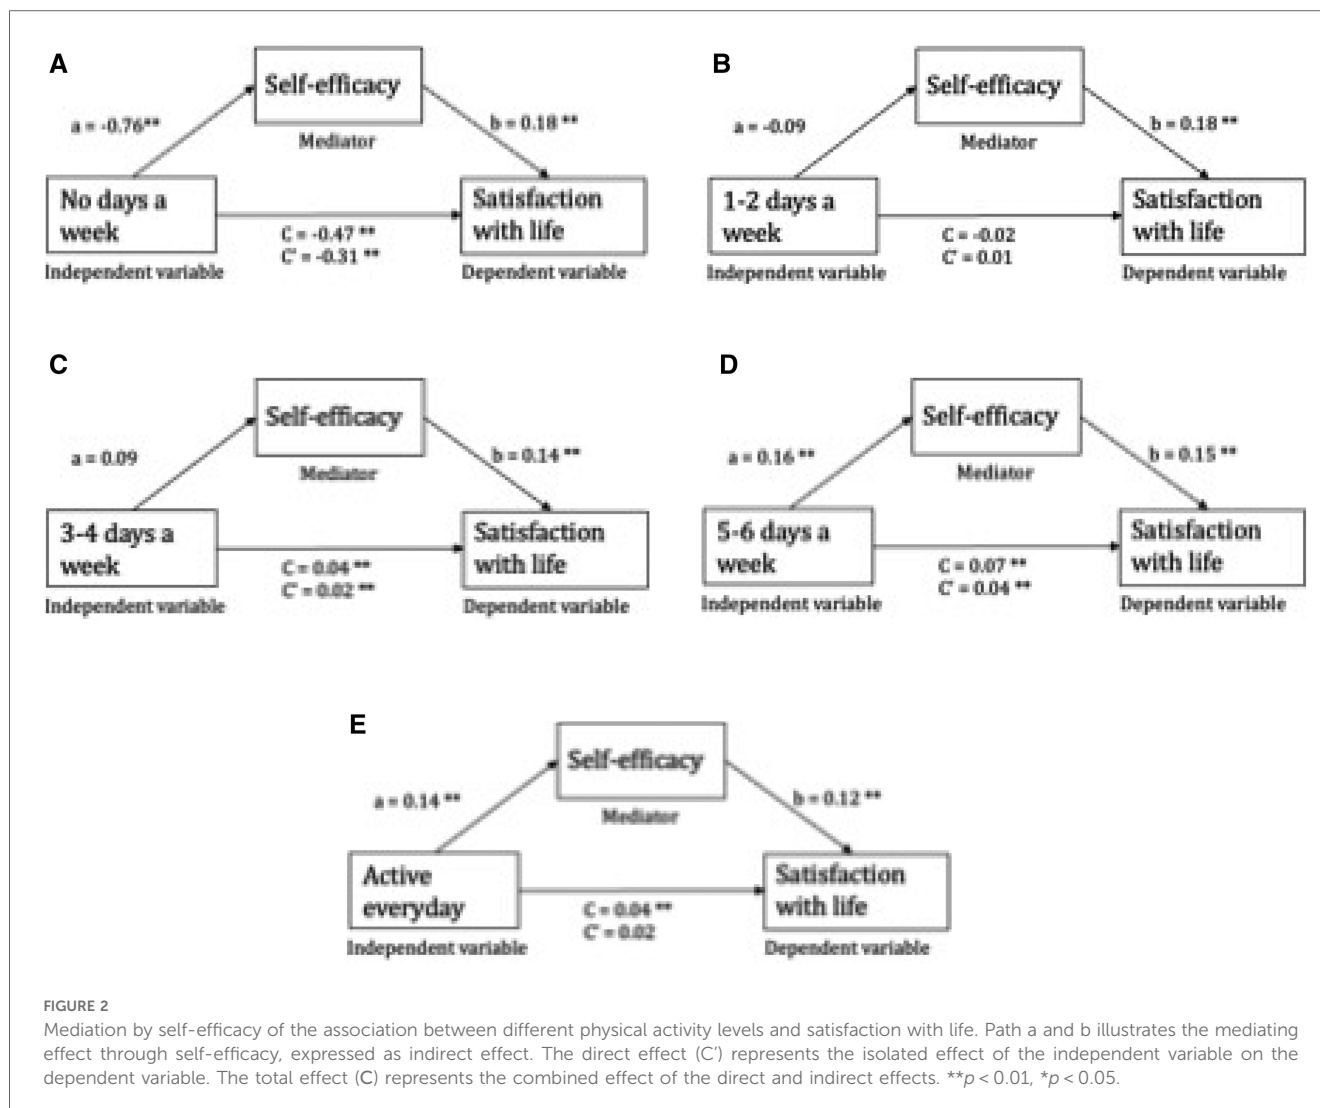 A
Self-efficacy
a = -0.76**
b = 0.18 **
Mediator
No days a
week
Satisfaction
with life
C = -0.47 **
C' = -0.31 **
Independent variable
Dependent variable
B
Self-efficacy
a = -0.09
b = 0.18 **
Mediator
1-2 days a
week
Satisfaction
with life
C = -0.02
C' = 0.01
Independent variable
Dependent variable
C
Self-efficacy
a = 0.09
b = 0.14 **
Mediator
3-4 days a
week
Satisfaction
with life
C = 0.04 **
C' = 0.02 **
Independent variable
Dependent variable
D
Self-efficacy
a = 0.16 **
b = 0.15 **
Mediator
5-6 days a
week
Satisfaction
with life
C = 0.07 **
C' = 0.04 **
Independent variable
Dependent variable
E
Self-efficacy
a = 0.14 **
b = 0.12 **
Mediator
Active
everyday
Satisfaction
with life
C = 0.04 **
C' = 0.02
Independent variable
Dependent variable
FIGURE 2
Mediation by self-efficacy of the association between different physical activity levels and satisfaction with life. Path a and b illustrates the mediating
effect through self-efficacy, expressed as indirect effect. The direct effect (C') represents the isolated effect of the independent variable on the
dependent variable. The total effect (C) represents the combined effect of the direct and indirect effects. **p < 0.01, *p < 0.05.